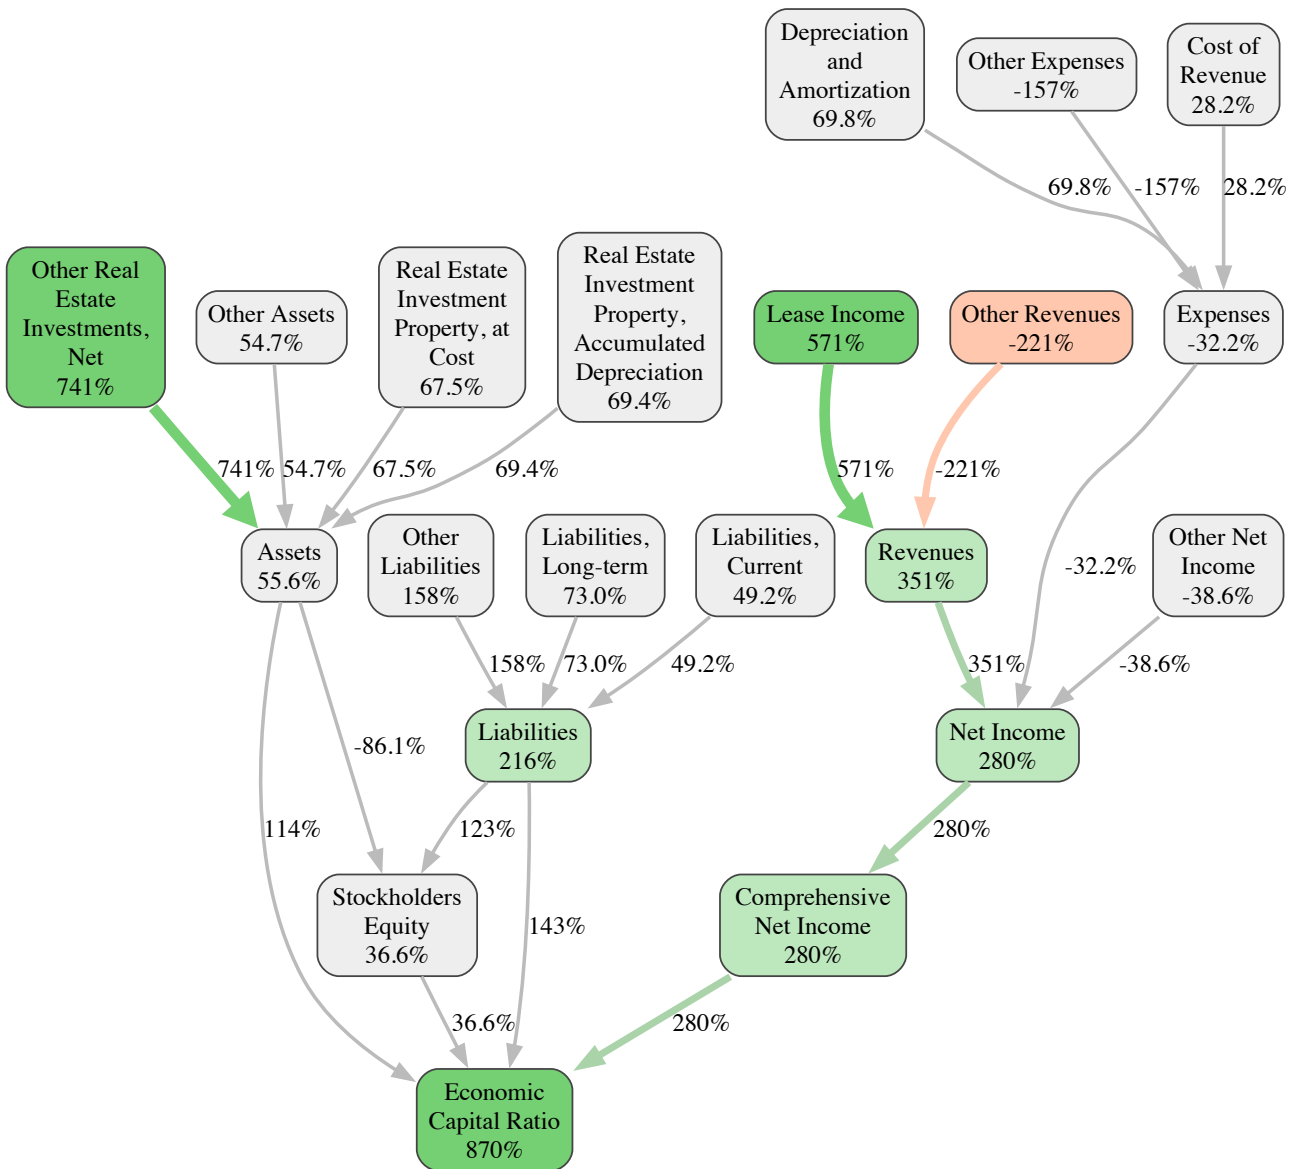 Depreciation
and
Amortization
69.8%
Other Expenses
-157%
Cost of
Revenue
28.2%
69.8%
-157%
28.2%
Other Real
Estate
Investments,
Net
741%
Other Assets
54.7%
Real Estate
Investment
Property, at
Cost
67.5%
Real Estate
Investment
Property,
Accumulated
Depreciation
69.4%
Lease Income
571%
Other Revenues
-221%
Expenses
-32.2%
741%
54.7%
67.5%
69.4%
571%
-221%
Assets
55.6%
Other
Liabilities
158%
Liabilities,
Long-term
73.0%
Liabilities,
Current
49.2%
Revenues
351%
-32.2%
Other Net
Income
-38.6%
158%
73.0%
49.2%
351%
-38.6%
-86.1%
Liabilities
216%
Net Income
280%
114%
123%
280%
Stockholders
Equity
36.6%
143%
Comprehensive
Net Income
280%
36.6%
280%
Economic
Capital Ratio
870%